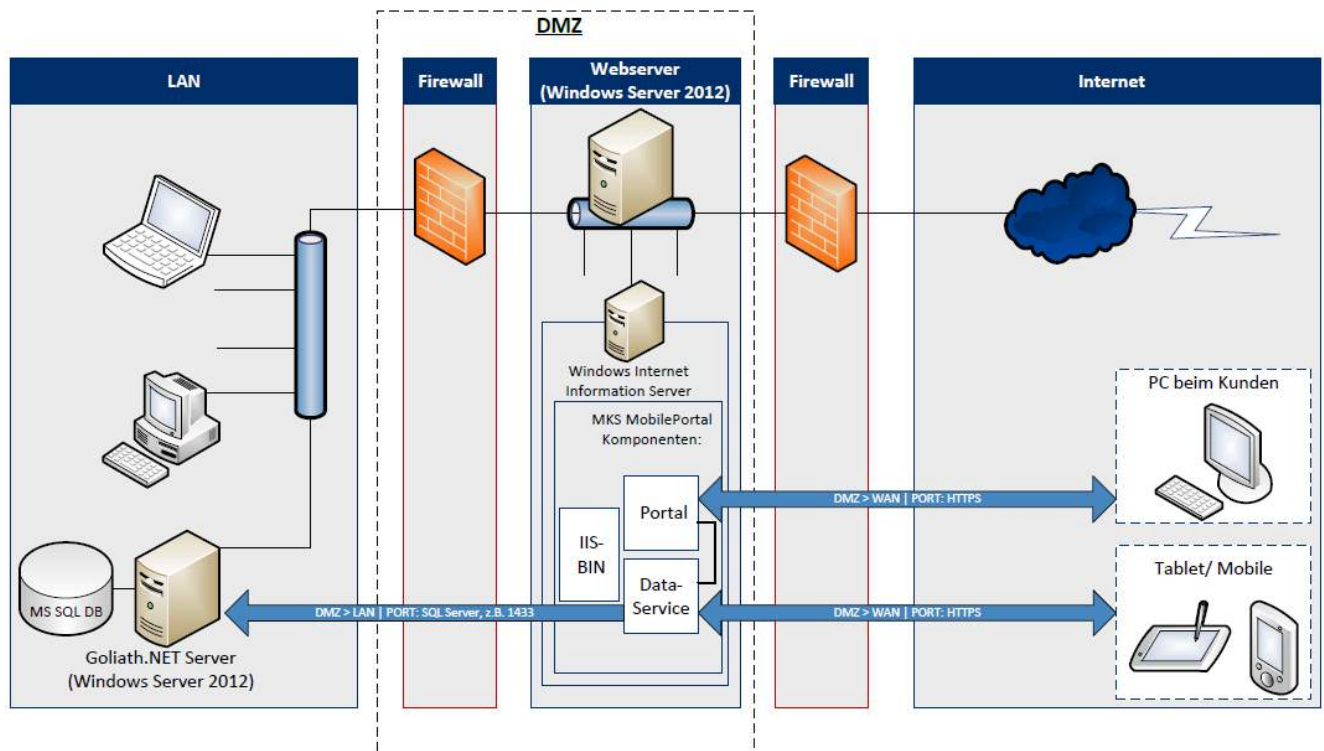 DMZ
LAN
Firewall
Webserver
(Windows Server 2012)
Firewall
Internet
Windows Internet
Information Server
MKS MobilePortal
Komponenten:
PC beim Kunden
Portal
DMZ > WAN | PORT: HTTPS
IIS-
BIN
Data-
Service
Tablet/ Mobile
MS SQL DB
DMZ > LAN | PORT: SQL Server, z.B. 1433
DMZ > WAN | PORT: HTTPS
Goliath.NET Server
(Windows Server 2012)